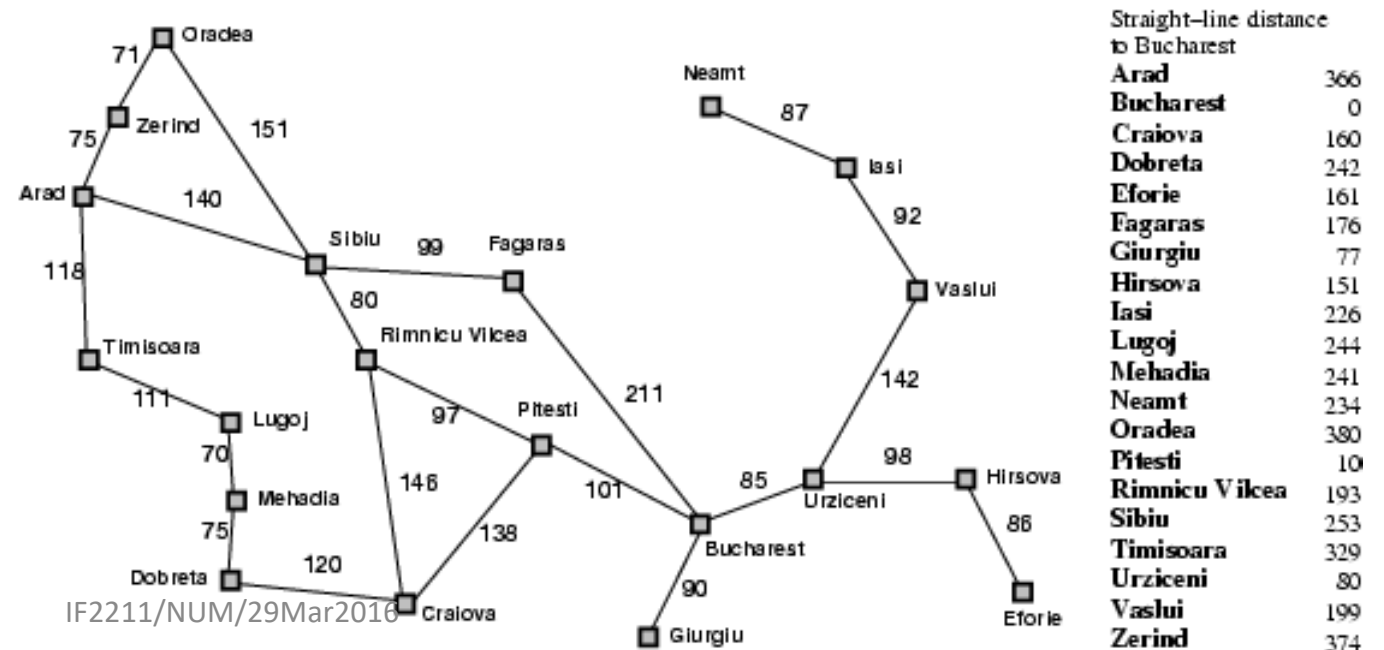 Oradea
71
Neamt
87
Zerind
151
75
Iasi
Arad
140
92
Sibiu
99
Fagaras
118
80
Vaslui
Timisoara
Rimnicu Vilcea
142
111
211
Lugoj
97
Pitesti
70
98
Hirsova
146
85
101
Urziceni
Mehadia
86
75
138
Bucharest
120
Dobreta
90
Craiova
Eforie
Giurgiu
IF2211/NUM/29Mar2016
Straight–line distance
to Bucharest
Arad 366
Bucharest 0
Craiova 160
Dobreta 242
Eforie 161
Fagaras 176
Giurgiu 77
Hirsova 151
Iasi 226
Lugoj 244
Mehadia 241
Neamt 234
Oradea 380
Pitesti 10
Rimnicu Vilcea 193
Sibiu 253
Timisoara 329
Urziceni 80
Vaslui 199
Zerind 374